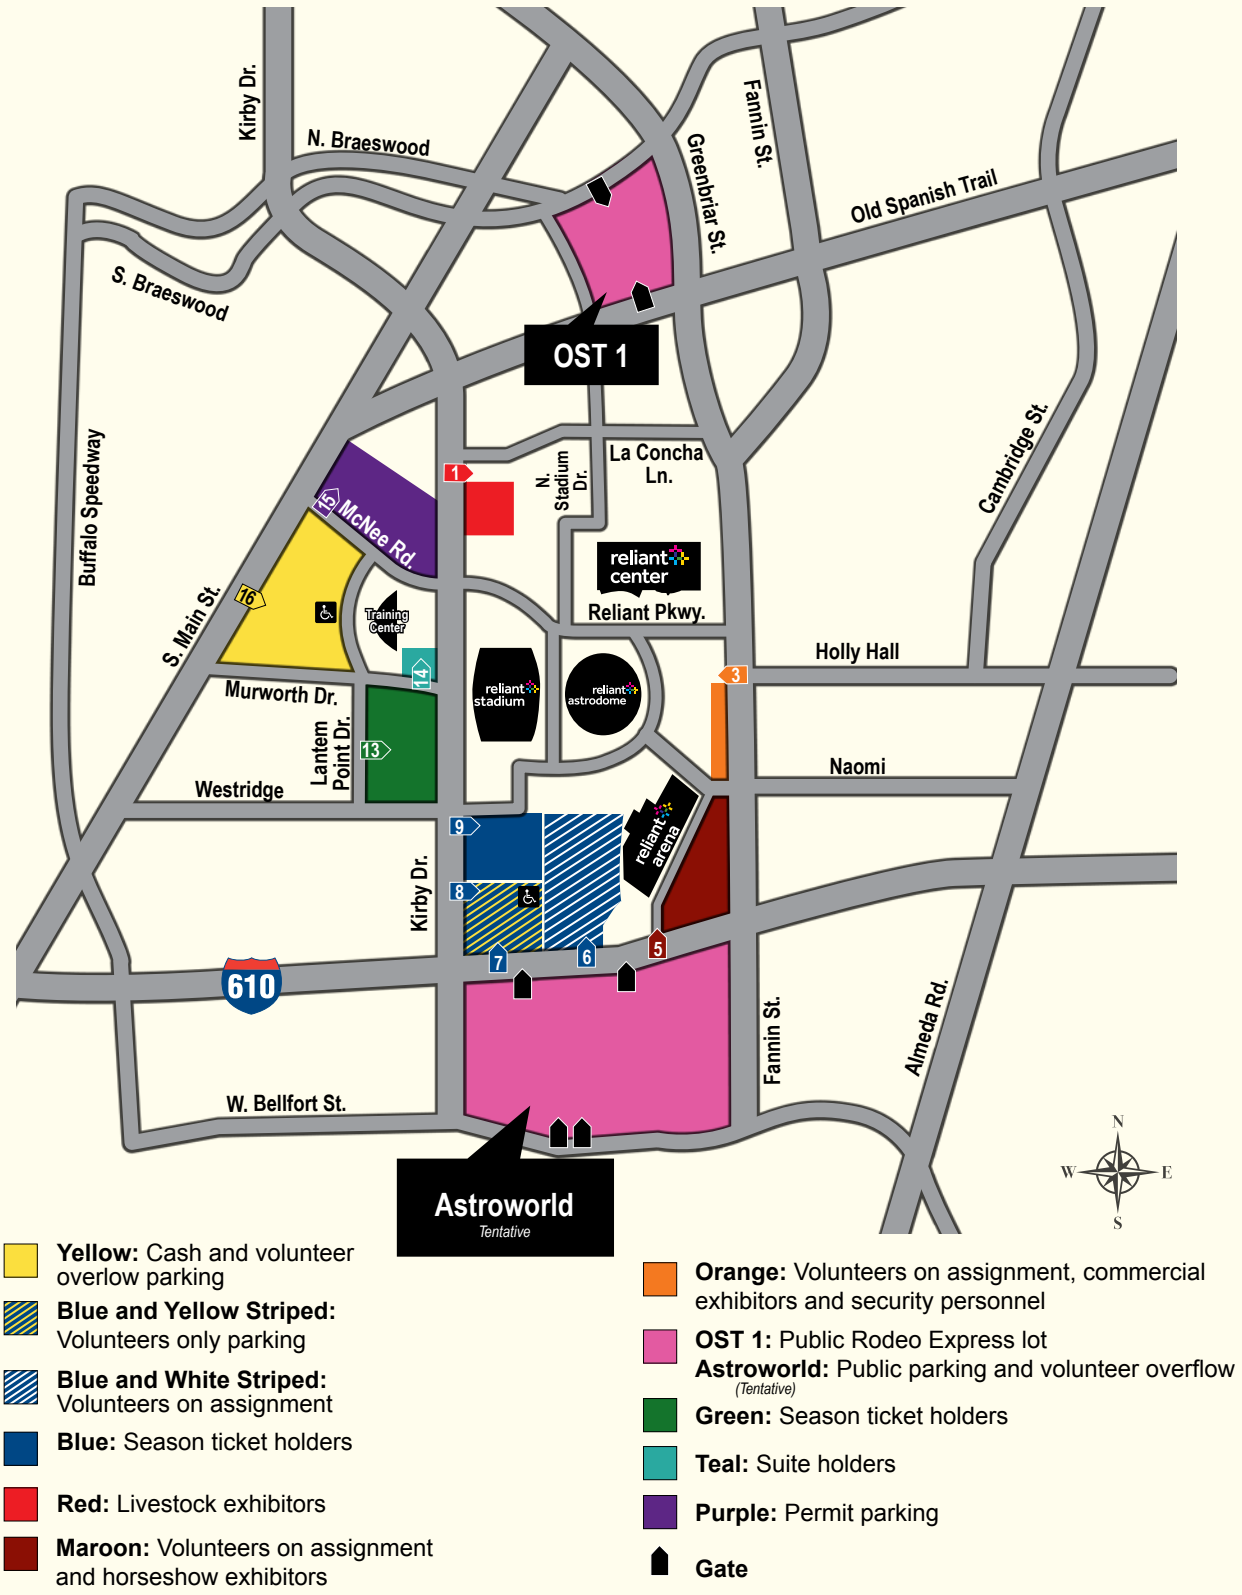 Kirby Dr.
N. Braeswood
Fannin St.
Greenbriar St.
Old Spanish Trail
S. Braeswood
OST 1
Buffalo Speedway
Cambridge St.
La Concha
Ln.
N.
Stadium
Dr.
1
15
McNee Rd.
reliant
center
Reliant Pkwy.
16
Training
Center
S. Main St.
Holly Hall
14
3
Murworth Dr.
reliant
stadium
reliant
astrodome
Lantem
Point Dr.
13
Westridge
Naomi
9
reliant
arena
Kirby Dr.
8
7
6
5
610
Fannin St.
Almeda Rd.
W. Bellfort St.
N
W
E
S
Astroworld
Tentative
Yellow: Cash and volunteer
overlow parking
Blue and Yellow Striped:
Volunteers only parking
Blue and White Striped:
Volunteers on assignment
Blue: Season ticket holders
Red: Livestock exhibitors
Maroon: Volunteers on assignment
and horseshow exhibitors
Orange: Volunteers on assignment, commercial
exhibitors and security personnel
OST 1: Public Rodeo Express lot
Astroworld: Public parking and volunteer overflow
(Tentative)
Green: Season ticket holders
Teal: Suite holders
Purple: Permit parking
Gate